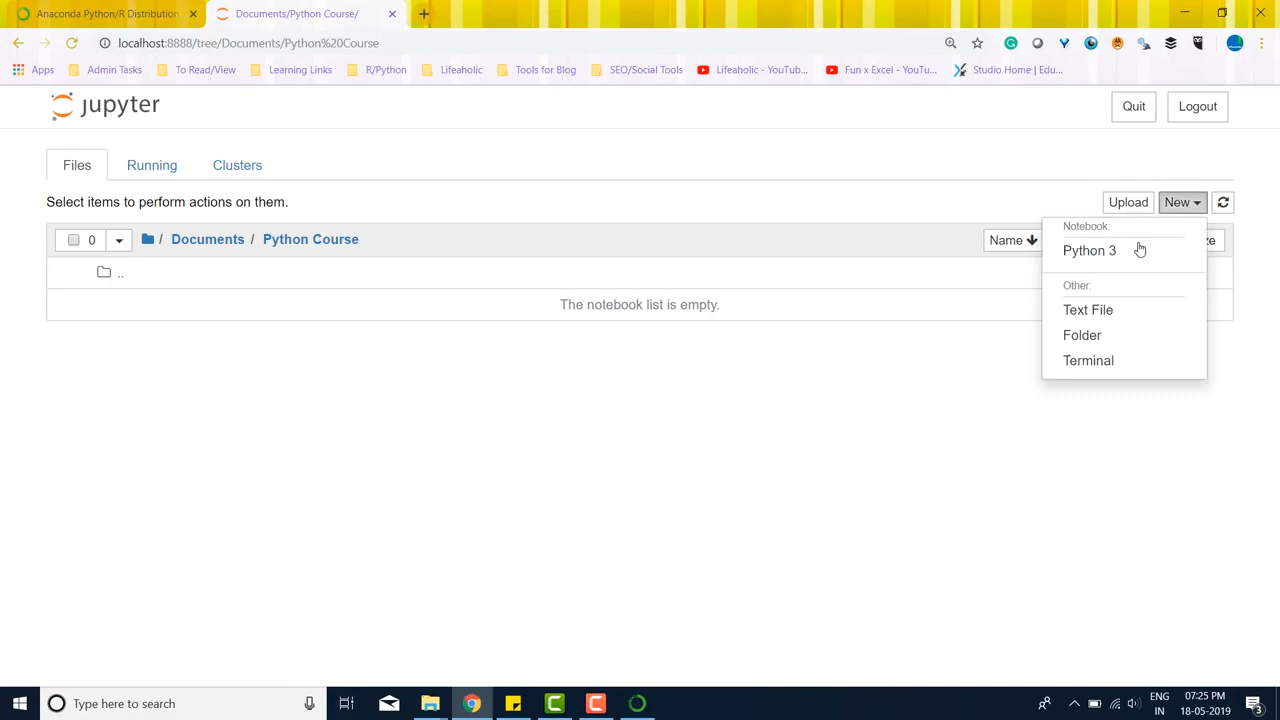 Anaconda Python/R Distribution
Documents/Python Course/
localhost:8888/tree/Documents/Python%20Course
Apps Admin Tasks To Read/View Learning Links R/Python Lifeaholic Tools for Blog SEO/Social Tools Lifeaholic - YouTub... Fun x Excel - YouTu... Studio Home | Edu...
jupyter
Quit Logout
Files Running Clusters
Select items to perform actions on them.
Upload New
0 / Documents / Python Course Name ze
Notebook:
Python 3
Other:
Text File
Folder
Terminal
..
The notebook list is empty.
Type here to search
ENG
IN
07:25 PM
18-05-2019
3